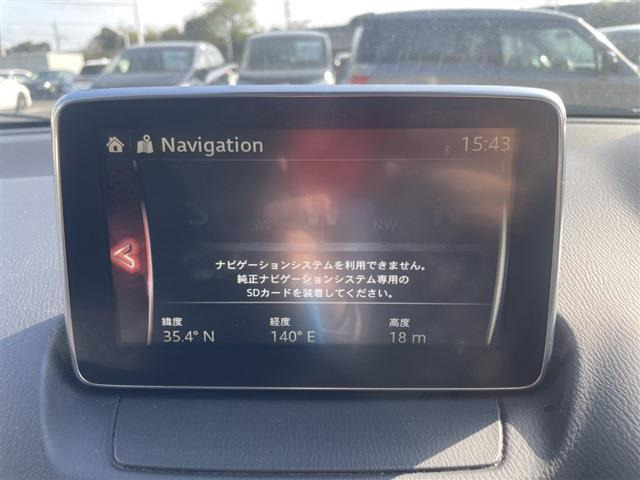 Navigation 15:43
S SW W NW N
ナビゲーションシステムを利用できません。
純正ナビゲーションシステム専用の
SDカードを装着してください。
緯度 経度 高度
35.4° N 140° E 18 m